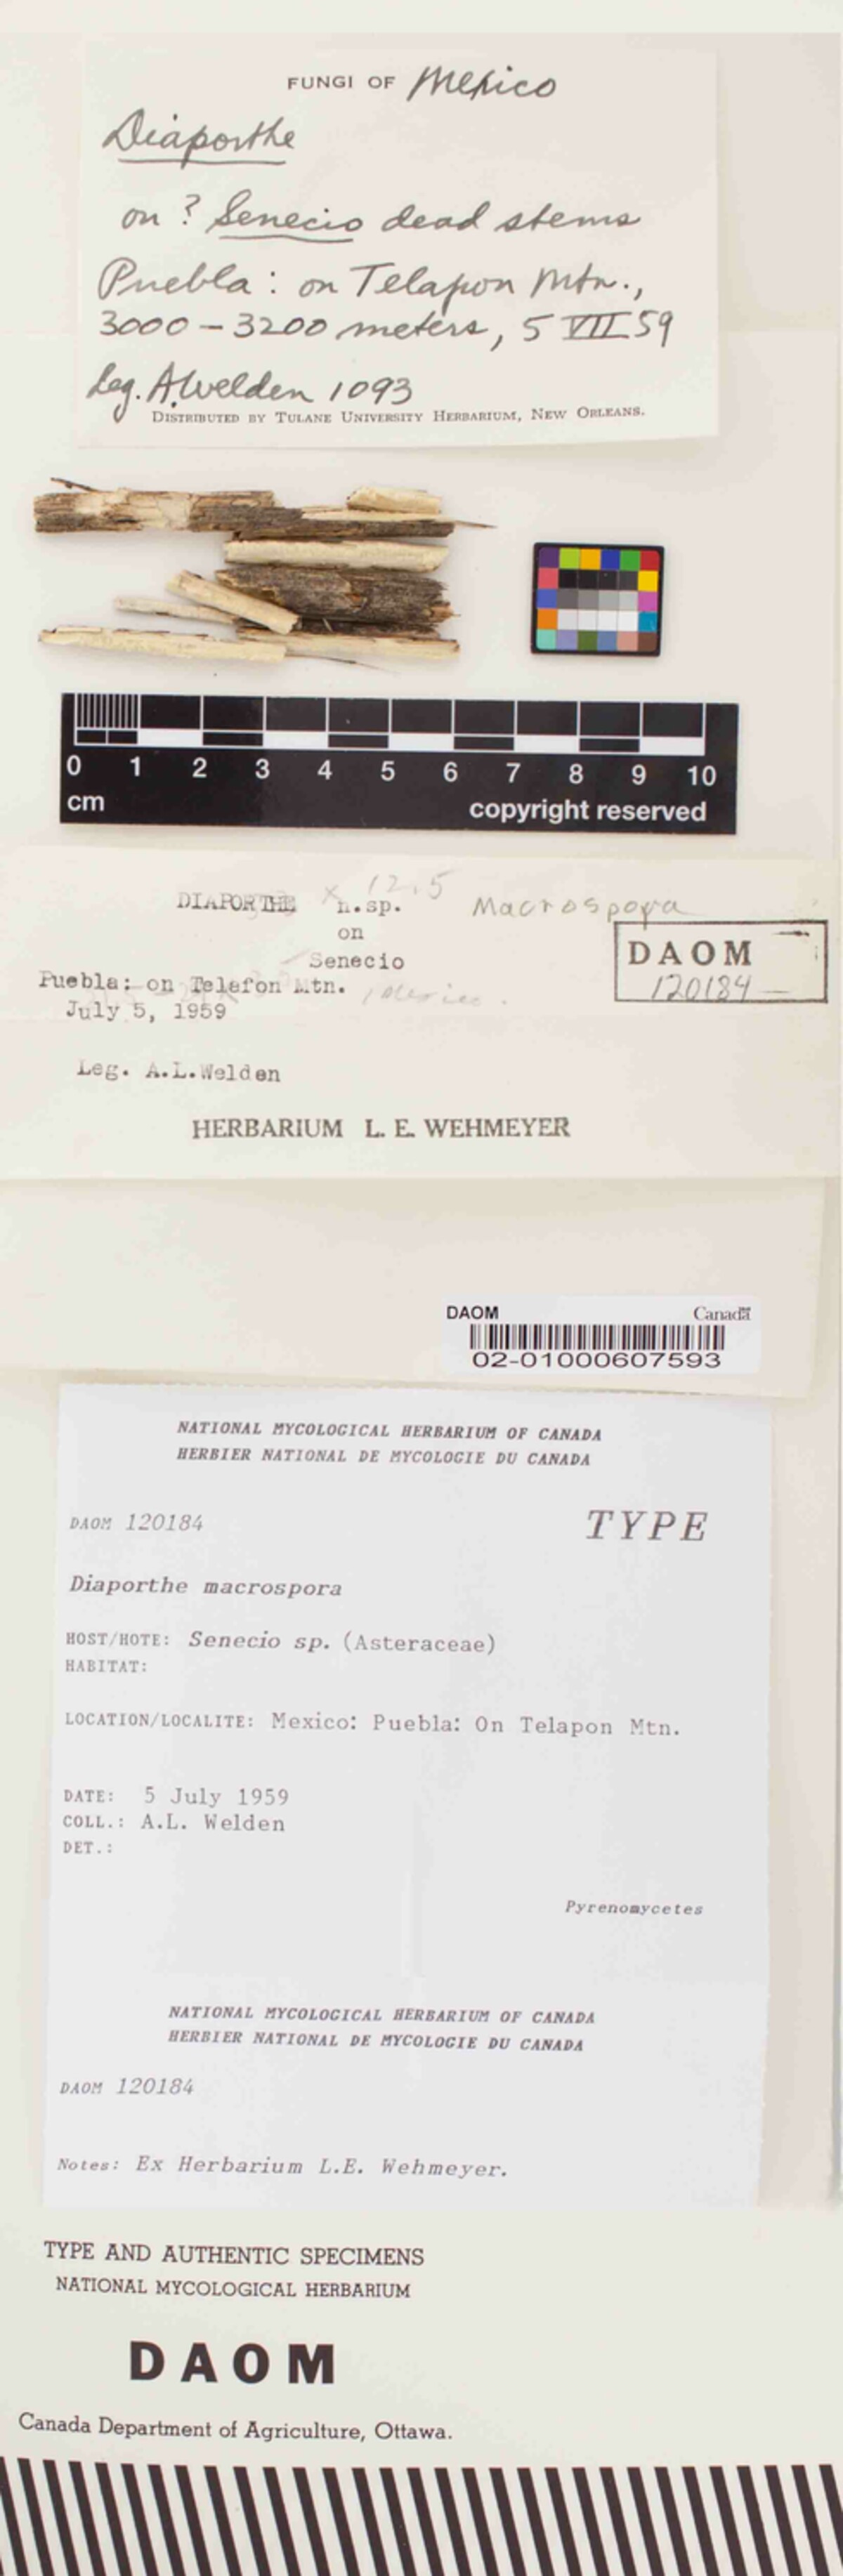 FUNGI OF Mexico
Diaporthe
on ? Senecio dead stems
Puebla: on Telapon Mtn.,
3000-3200 meters, 5 VII 59
Leg. A. Welden 1093
DISTRIBUTED BY TULANE UNIVERSITY HERBARIUM, NEW ORLEANS.
0 1 2 3 4 5 6 7 8 9 10
cm copyright reserved
x 12.5
DIAPORTHE n.sp. Macrospora
on
Senecio
DAOM
120184
Puebla: on Telefon Mtn. Mexico.
July 5, 1959
Leg. A.L.Welden
HERBARIUM L. E. WEHMEYER
DAOM Canada
02-01000607593
NATIONAL MYCOLOGICAL HERBARIUM OF CANADA
HERBIER NATIONAL DE MYCOLOGIE DU CANADA
DAOM 120184 TYPE
Diaporthe macrospora
HOST/HOTE: Senecio sp. (Asteraceae)
HABITAT:
LOCATION/LOCALITE: Mexico: Puebla: On Telapon Mtn.
DATE: 5 July 1959
COLL.: A.L. Welden
DET.:
Pyrenomycetes
NATIONAL MYCOLOGICAL HERBARIUM OF CANADA
HERBIER NATIONAL DE MYCOLOGIE DU CANADA
DAOM 120184
Notes: Ex Herbarium L.E. Wehmeyer.
TYPE AND AUTHENTIC SPECIMENS
NATIONAL MYCOLOGICAL HERBARIUM
DAOM
Canada Department of Agriculture, Ottawa.